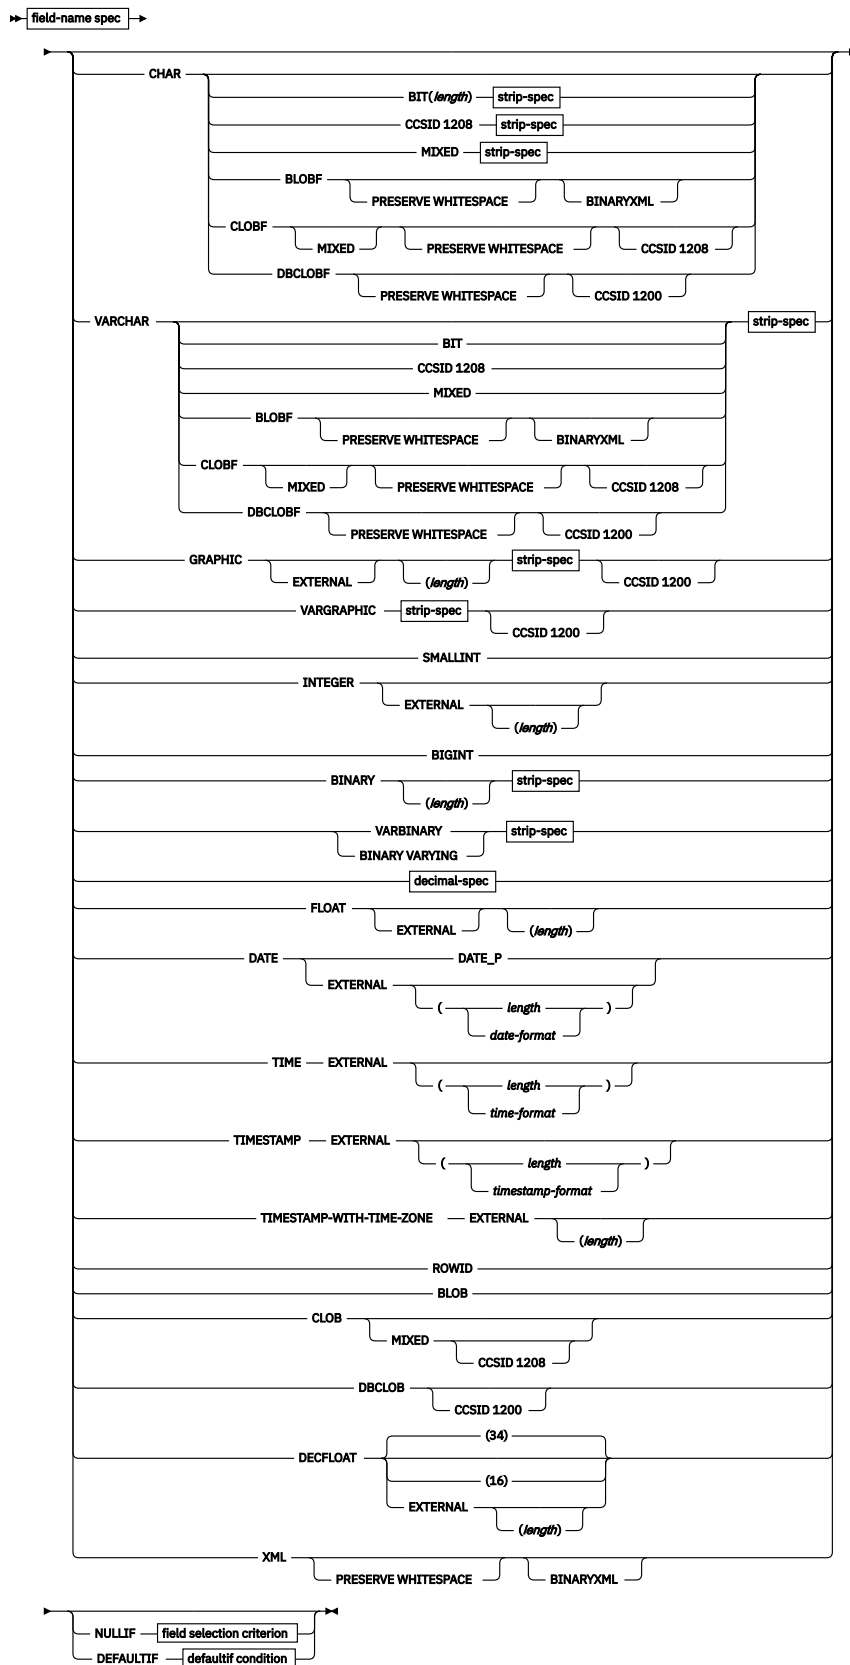 field-name spec
CHAR
BIT(length) strip-spec
CCSID 1208 strip-spec
MIXED strip-spec
BLOBF
PRESERVE WHITESPACE BINARYXML
CLOBF
MIXED PRESERVE WHITESPACE CCSID 1208
DBCLOBF
PRESERVE WHITESPACE CCSID 1200
VARCHAR strip-spec
BIT
CCSID 1208
MIXED
BLOBF
PRESERVE WHITESPACE BINARYXML
CLOBF
MIXED PRESERVE WHITESPACE CCSID 1208
DBCLOBF
PRESERVE WHITESPACE CCSID 1200
GRAPHIC strip-spec
EXTERNAL (length) CCSID 1200
VARGRAPHIC strip-spec
CCSID 1200
SMALLINT
INTEGER
EXTERNAL
(length)
BIGINT
BINARY strip-spec
(length)
VARBINARY strip-spec
BINARY VARYING
decimal-spec
FLOAT
EXTERNAL (length)
DATE DATE_P
EXTERNAL
( length )
date-format
TIME EXTERNAL
( length )
time-format
TIMESTAMP EXTERNAL
( length )
timestamp-format
TIMESTAMP-WITH-TIME-ZONE EXTERNAL
(length)
ROWID
BLOB
CLOB
MIXED
CCSID 1208
DBCLOB
CCSID 1200
(34)
DECFLOAT
(16)
EXTERNAL
(length)
XML
PRESERVE WHITESPACE BINARYXML
NULLIF field selection criterion
DEFAULTIF defaultif condition